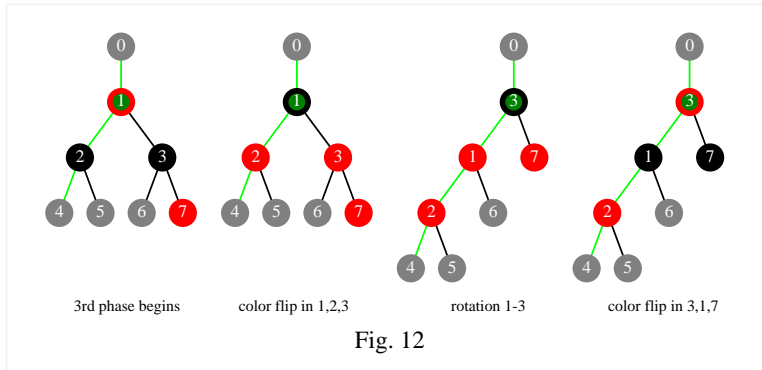 0 0 0 0
1 1 3 3
2 3 2 3 1 7 1 7
4 5 6 7 4 5 6 7 2 6 2 6
4 5 4 5
3rd phase begins color flip in 1,2,3 rotation 1-3 color flip in 3,1,7
Fig. 12